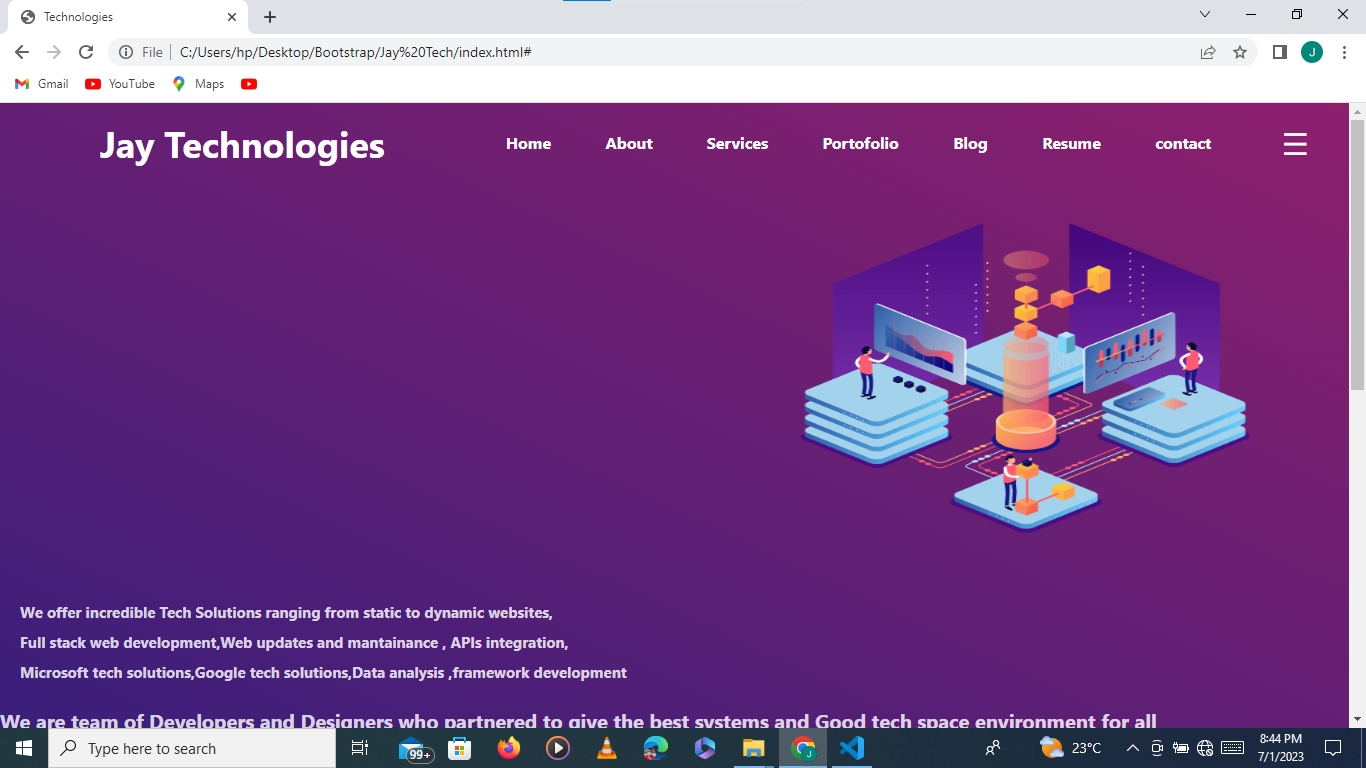 Technologies
File C:/Users/hp/Desktop/Bootstrap/Jay%20Tech/index.html#
J
Gmail YouTube Maps
Jay Technologies Home About Services Portofolio Blog Resume contact
We offer incredible Tech Solutions ranging from static to dynamic websites,
Full stack web development,Web updates and mantainance , APIs integration,
Microsoft tech solutions,Google tech solutions,Data analysis ,framework development
We are team of Developers and Designers who partnered to give the best systems and Good tech space environment for all
Type here to search 99+ J 23°C 8:44 PM
7/1/2023